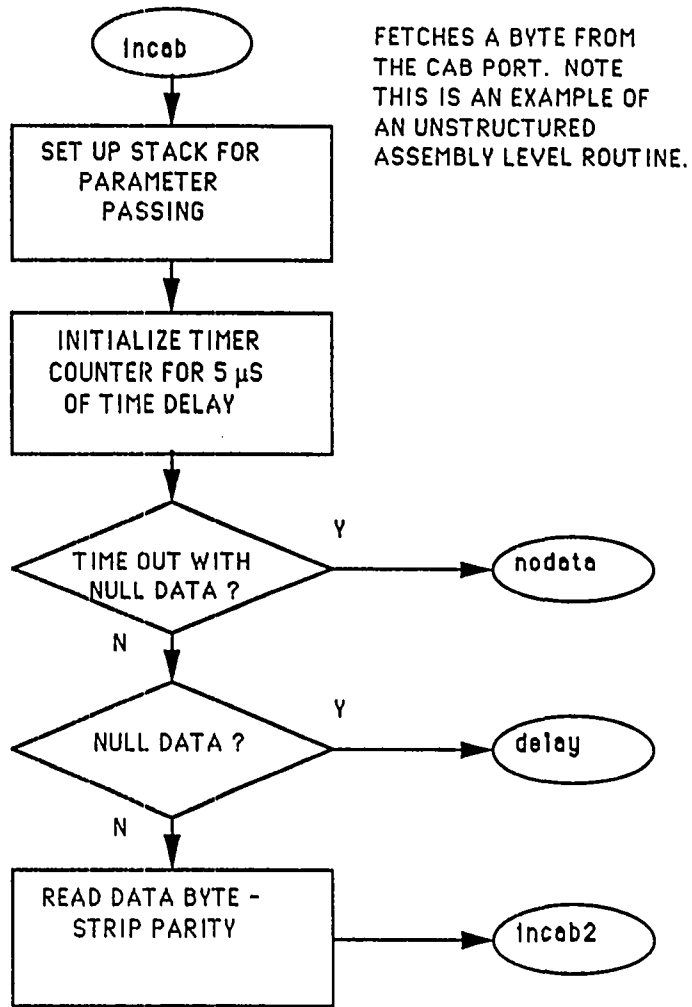 incab
FETCHES A BYTE FROM
THE CAB PORT. NOTE
THIS IS AN EXAMPLE OF
AN UNSTRUCTURED
ASSEMBLY LEVEL ROUTINE.
SET UP STACK FOR
PARAMETER
PASSING
INITIALIZE TIMER
COUNTER FOR 5 µS
OF TIME DELAY
TIME OUT WITH
NULL DATA ?
Y
nodata
N
NULL DATA ?
Y
delay
N
READ DATA BYTE -
STRIP PARITY
incab2